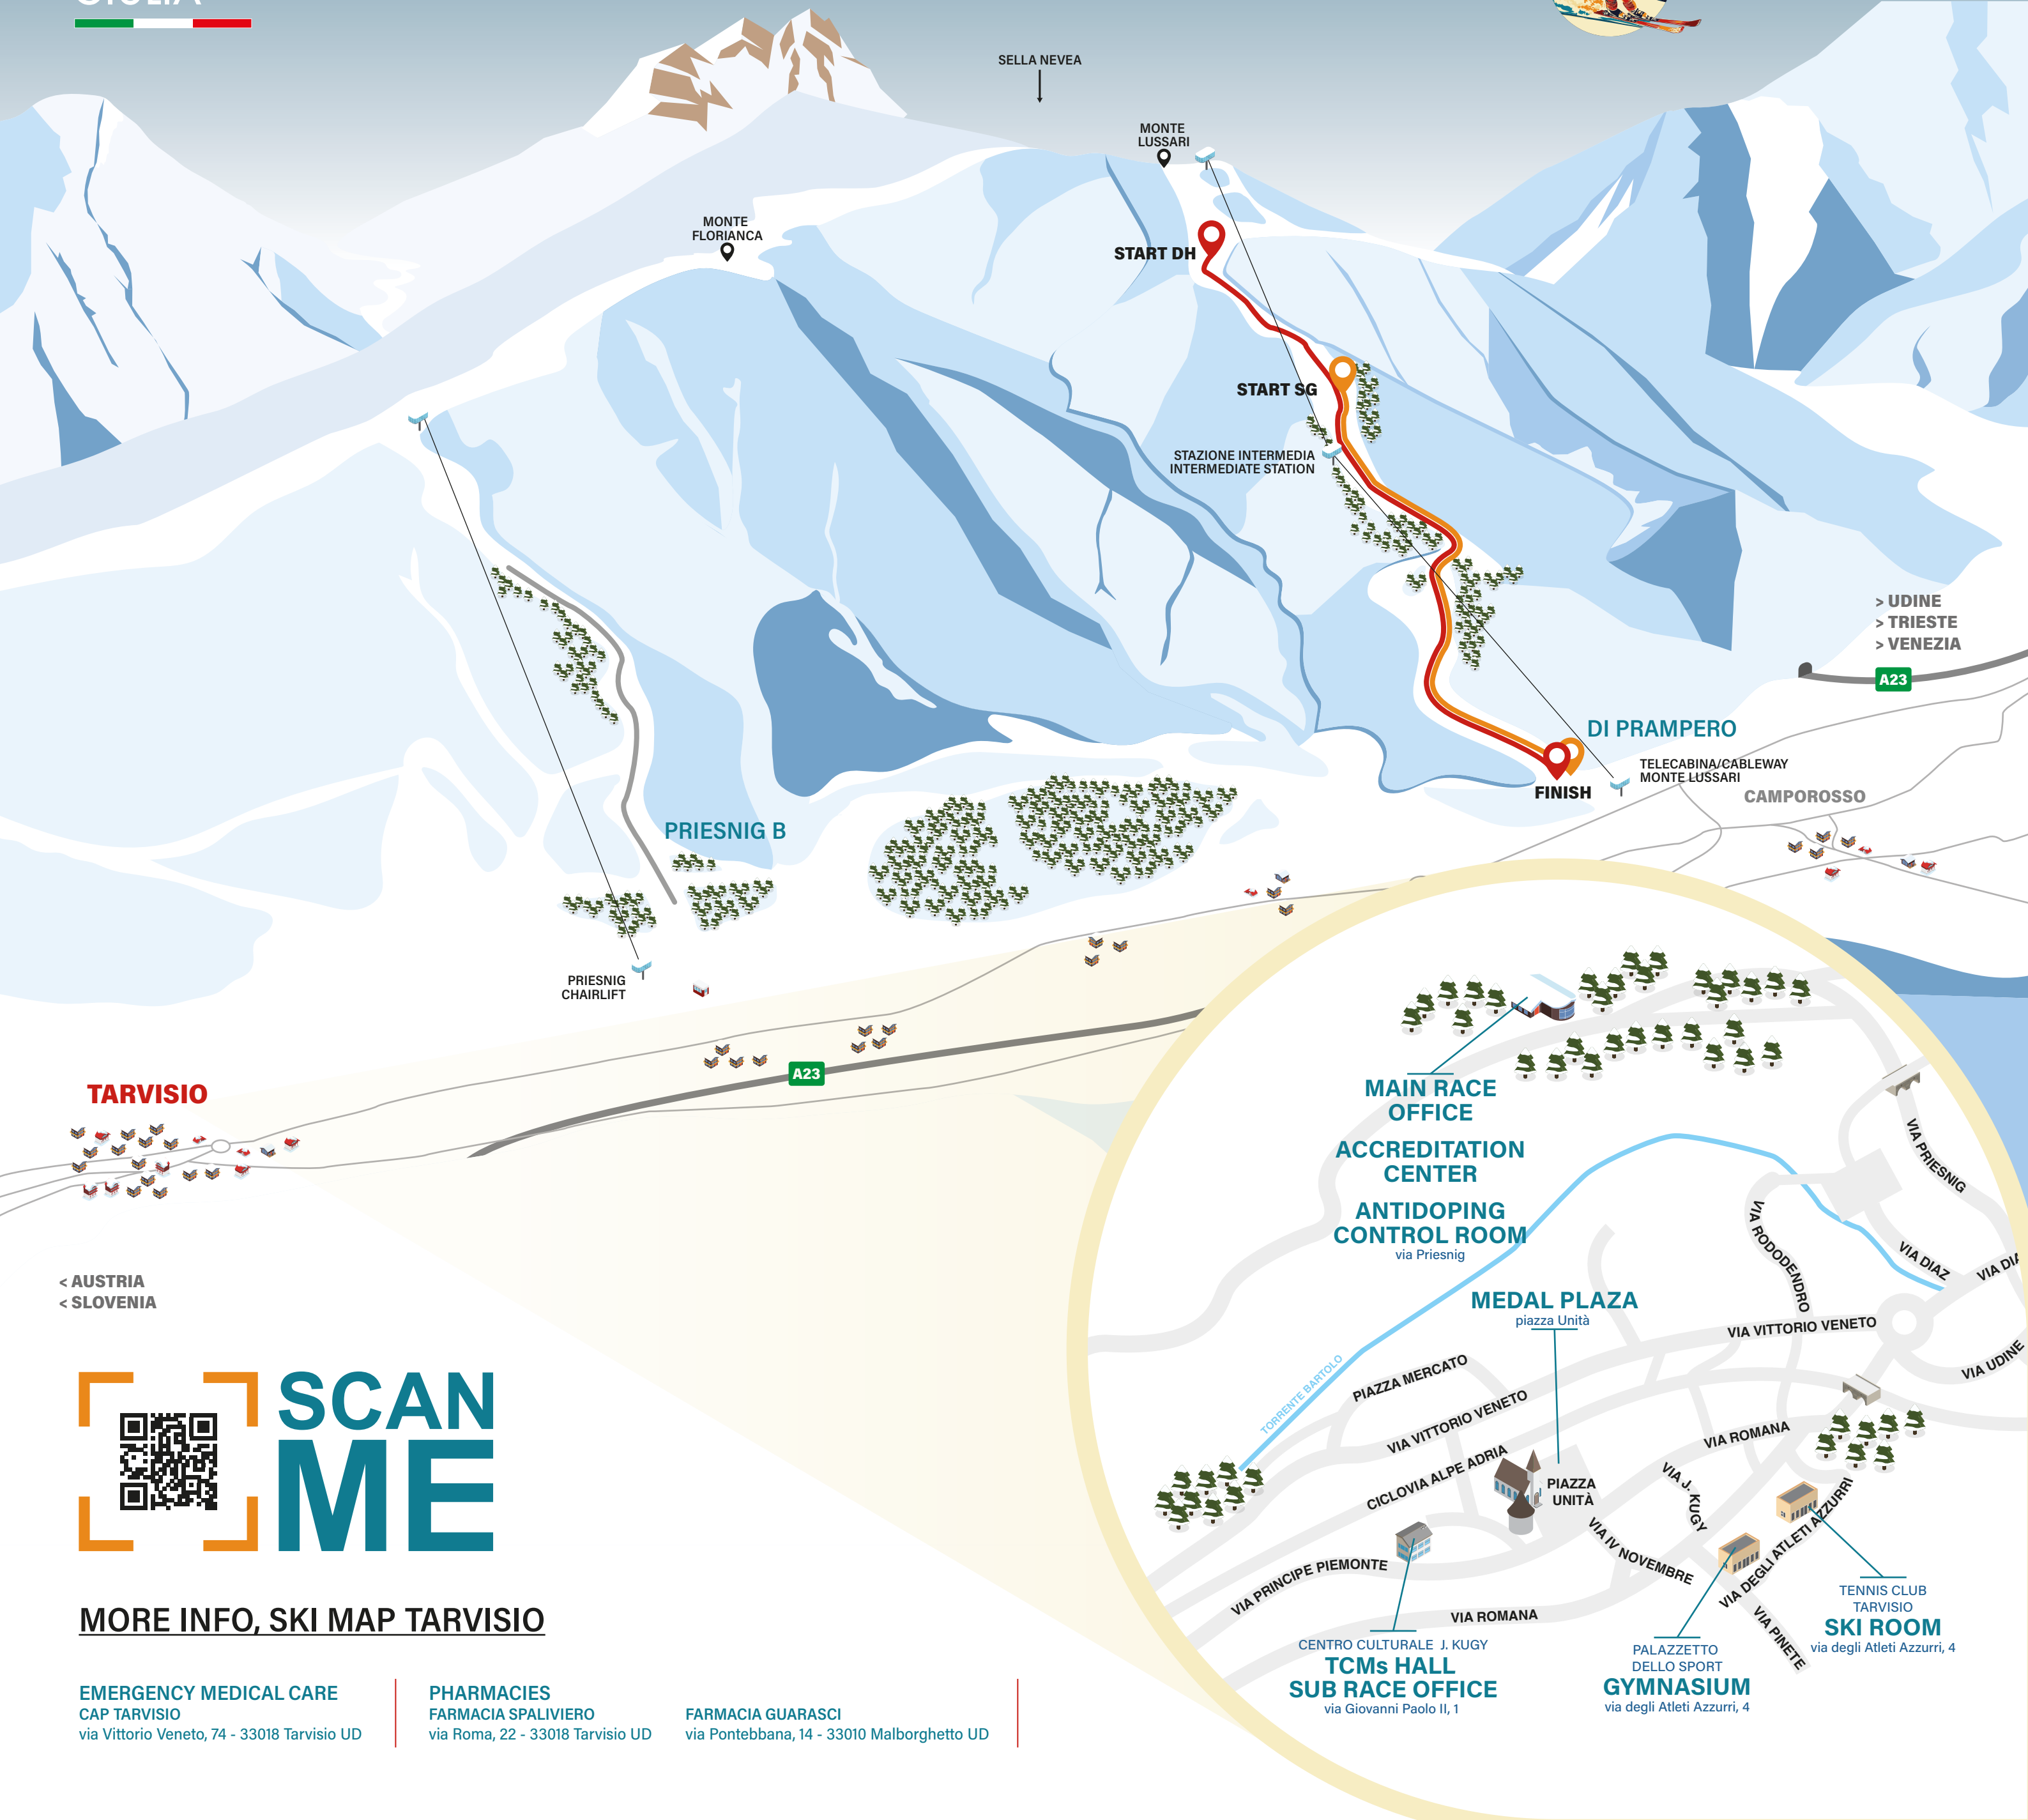 SELLA NEVEA
MONTE
LUSSARI
MONTE
FLORIANCA
START DH
START SG
STAZIONE INTERMEDIA
INTERMEDIATE STATION
> UDINE
> TRIESTE
> VENEZIA
A23
DI PRAMPERO
TELECABINA/CABLEWAY
MONTE LUSSARI
FINISH
CAMPOROSSO
PRIESNIG B
PRIESNIG
CHAIRLIFT
A23
TARVISIO
< AUSTRIA
< SLOVENIA
MAIN RACE
OFFICE
ACCREDITATION
CENTER
ANTIDOPING
CONTROL ROOM
via Priesnig
VIA PRIESNIG
VIA RODODENDRO
VIA DIAZ
VIA DIA
MEDAL PLAZA
piazza Unità
VIA VITTORIO VENETO
VIA UDINE
TORRENTE BARTOLO
PIAZZA MERCATO
VIA VITTORIO VENETO
CICLOVIA ALPE ADRIA
VIA ROMANA
PIAZZA
UNITÀ
VIA J. KUGY
VIA IV NOVEMBRE
VIA DEGLI ATLETI AZZURRI
VIA PRINCIPE PIEMONTE
VIA ROMANA
VIA PINETE
CENTRO CULTURALE J. KUGY
TCMs HALL
SUB RACE OFFICE
via Giovanni Paolo II, 1
PALAZZETTO
DELLO SPORT
GYMNASIUM
via degli Atleti Azzurri, 4
TENNIS CLUB
TARVISIO
SKI ROOM
via degli Atleti Azzurri, 4
SCAN
ME
MORE INFO, SKI MAP TARVISIO
EMERGENCY MEDICAL CARE
CAP TARVISIO
via Vittorio Veneto, 74 - 33018 Tarvisio UD
PHARMACIES
FARMACIA SPALIVIERO
via Roma, 22 - 33018 Tarvisio UD
FARMACIA GUARASCI
via Pontebbana, 14 - 33010 Malborghetto UD